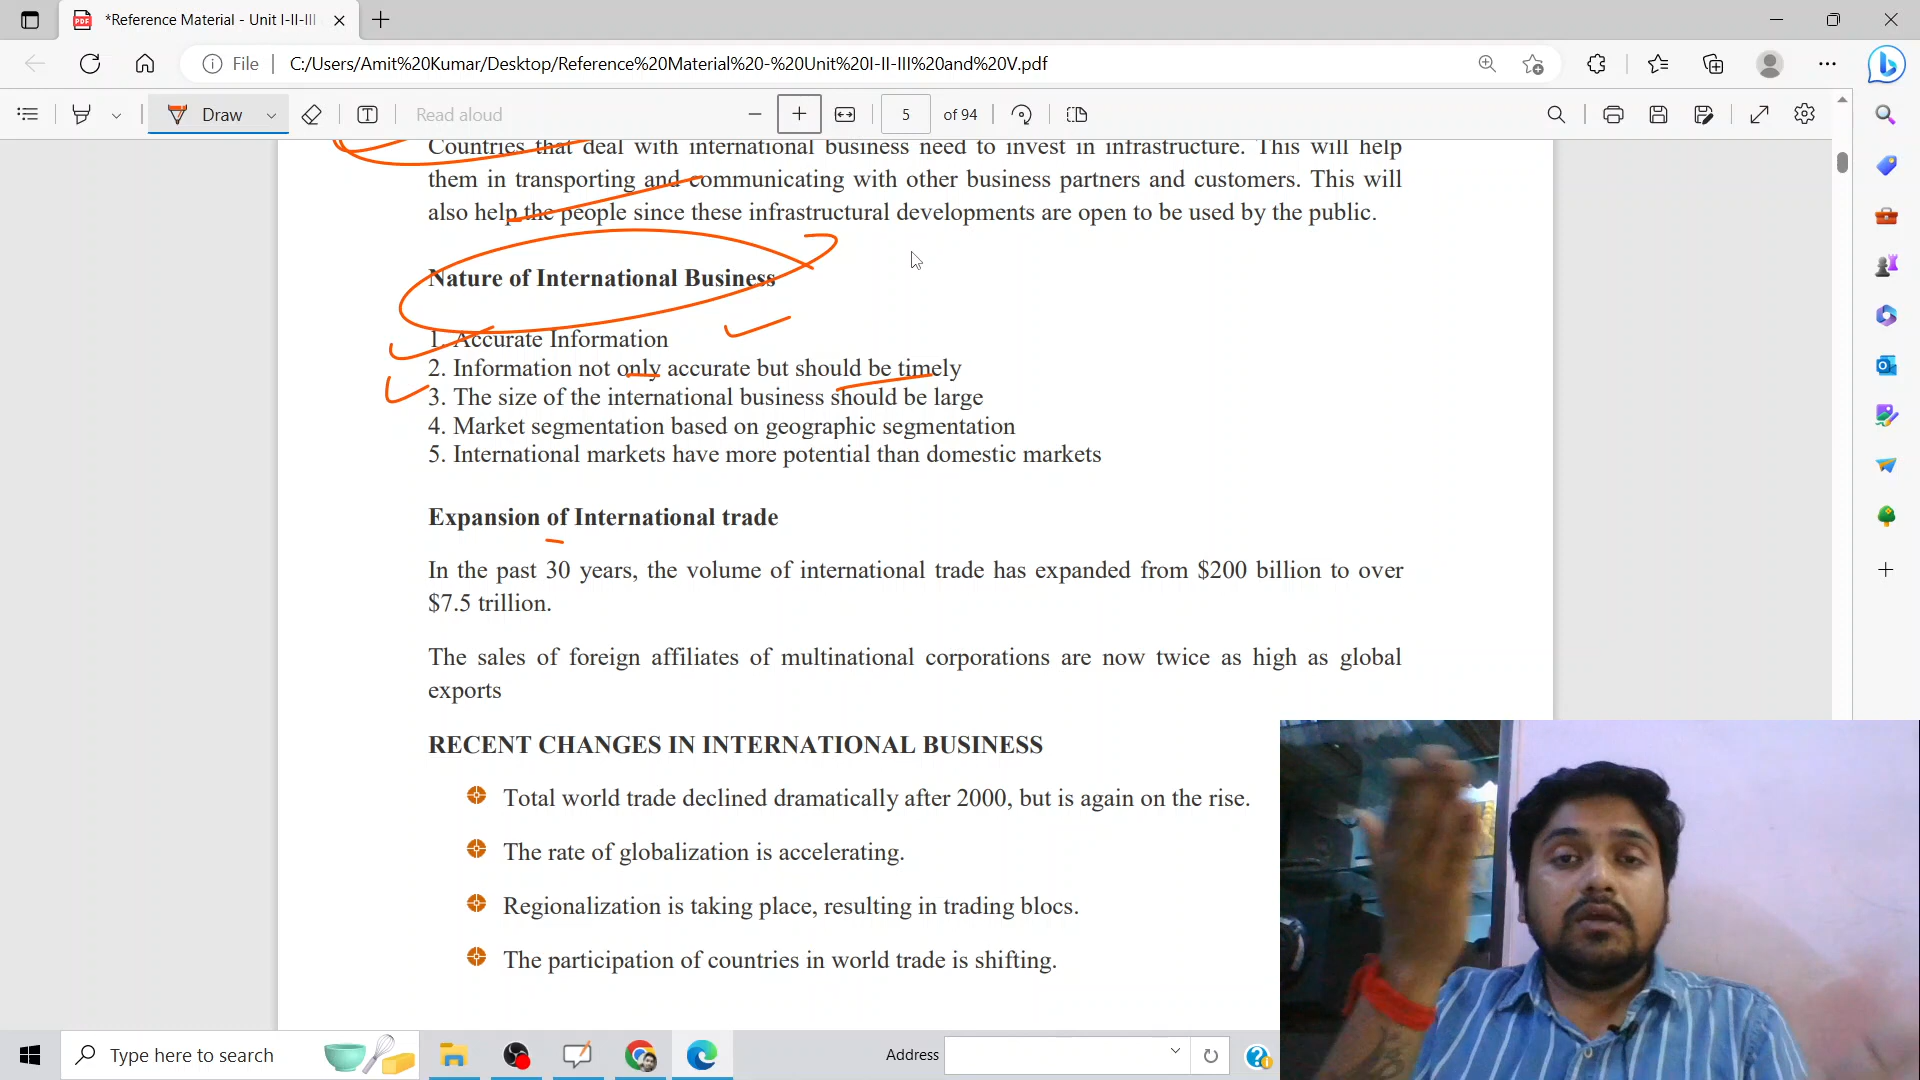 *Reference Material - Unit I-II-III
File
C:/Users/Amit%20Kumar/Desktop/Reference%20Material%20-%20Unit%20I-II-III%20and%20V.pdf
Draw
Read aloud
5 of 94
Countries that deal with international business need to invest in infrastructure. This will help
them in transporting and communicating with other business partners and customers. This will
also help the people since these infrastructural developments are open to be used by the public.
Nature of International Business
1. Accurate Information
2. Information not only accurate but should be timely
3. The size of the international business should be large
4. Market segmentation based on geographic segmentation
5. International markets have more potential than domestic markets
Expansion of International trade
In the past 30 years, the volume of international trade has expanded from $200 billion to over
$7.5 trillion.
The sales of foreign affiliates of multinational corporations are now twice as high as global
exports
RECENT CHANGES IN INTERNATIONAL BUSINESS
Total world trade declined dramatically after 2000, but is again on the rise.
The rate of globalization is accelerating.
Regionalization is taking place, resulting in trading blocs.
The participation of countries in world trade is shifting.
Type here to search
Address